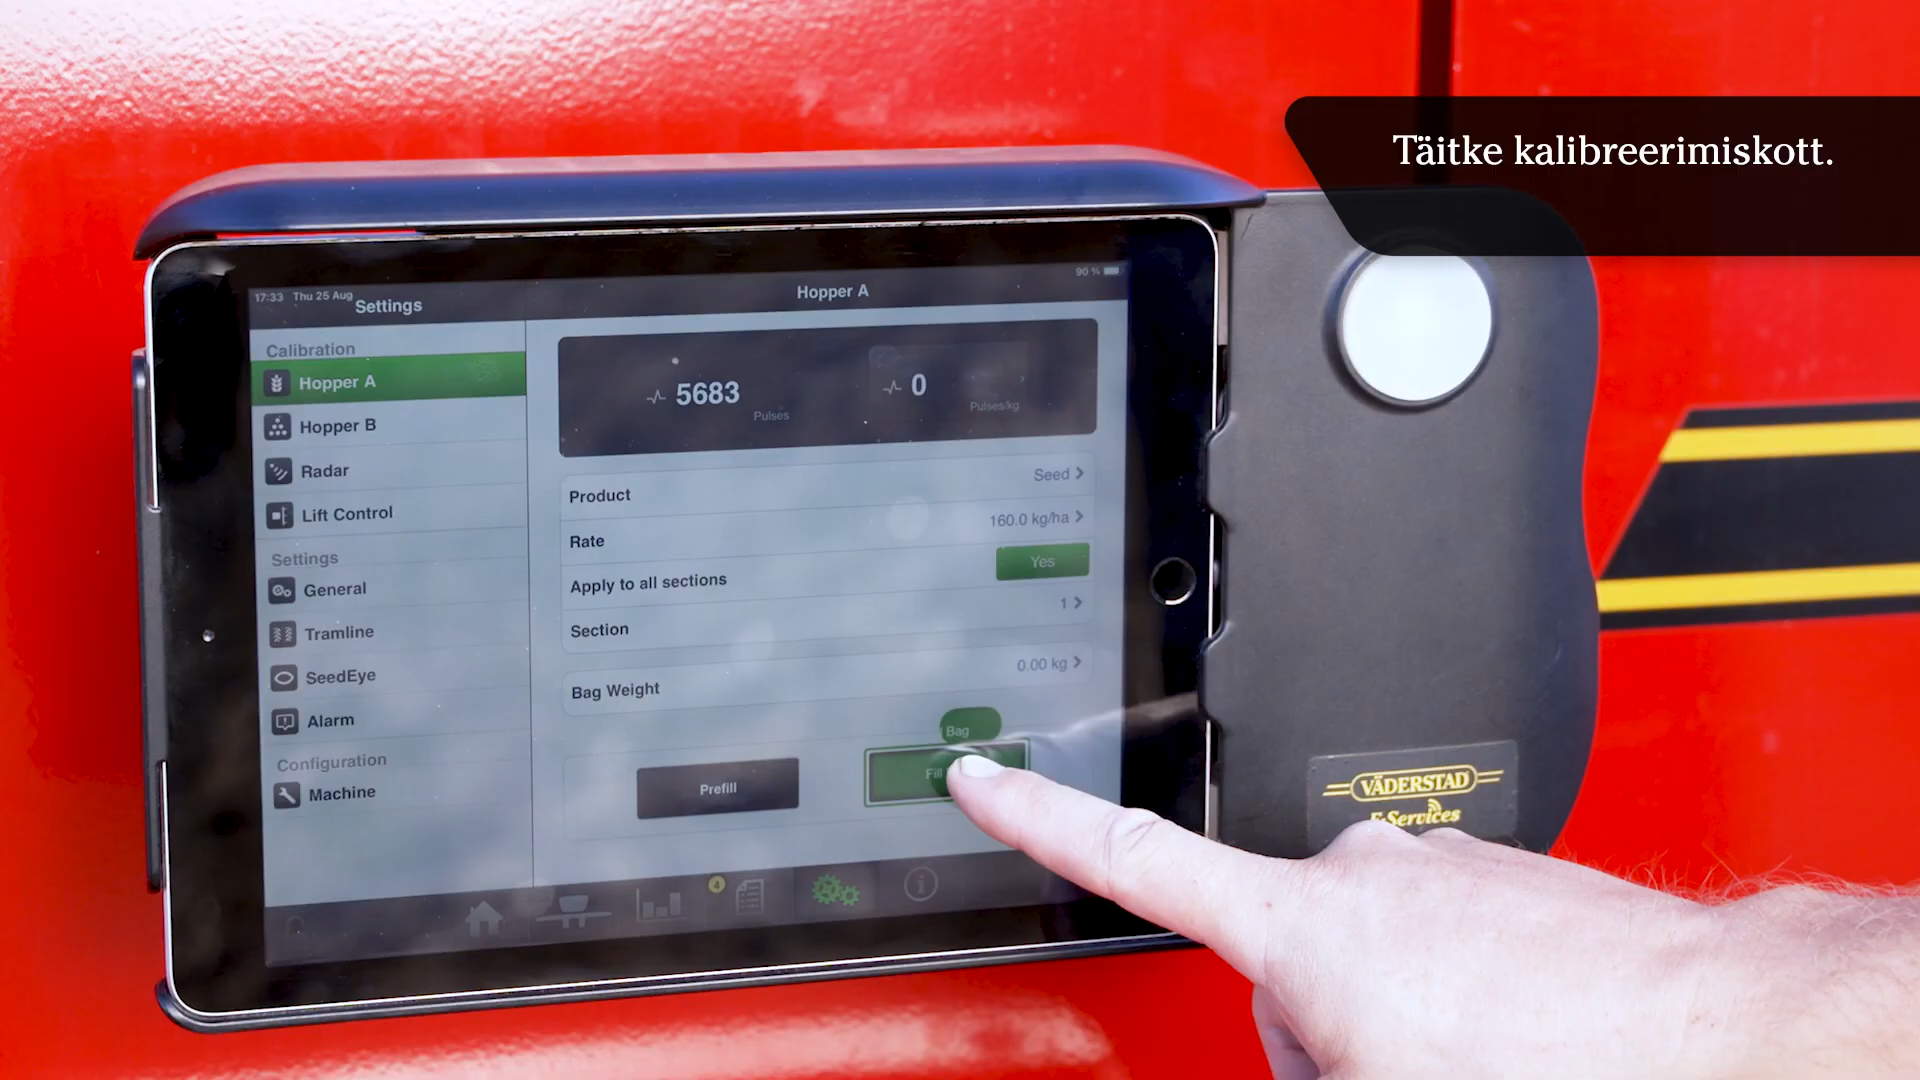 Täitke kalibreerimiskott.
17:33 Thu 25 Aug
90 %
Settings
Hopper A
Calibration
Hopper A
Hopper B
Radar
Lift Control
Settings
General
Tramline
SeedEye
Alarm
Configuration
Machine
5683
Pulses
0
Pulses/kg
Product
Seed
Rate
160.0 kg/ha
Apply to all sections
Yes
Section
1
Bag Weight
0.00 kg
Bag
Prefill
Fill
4
VÄDERSTAD
E-Services